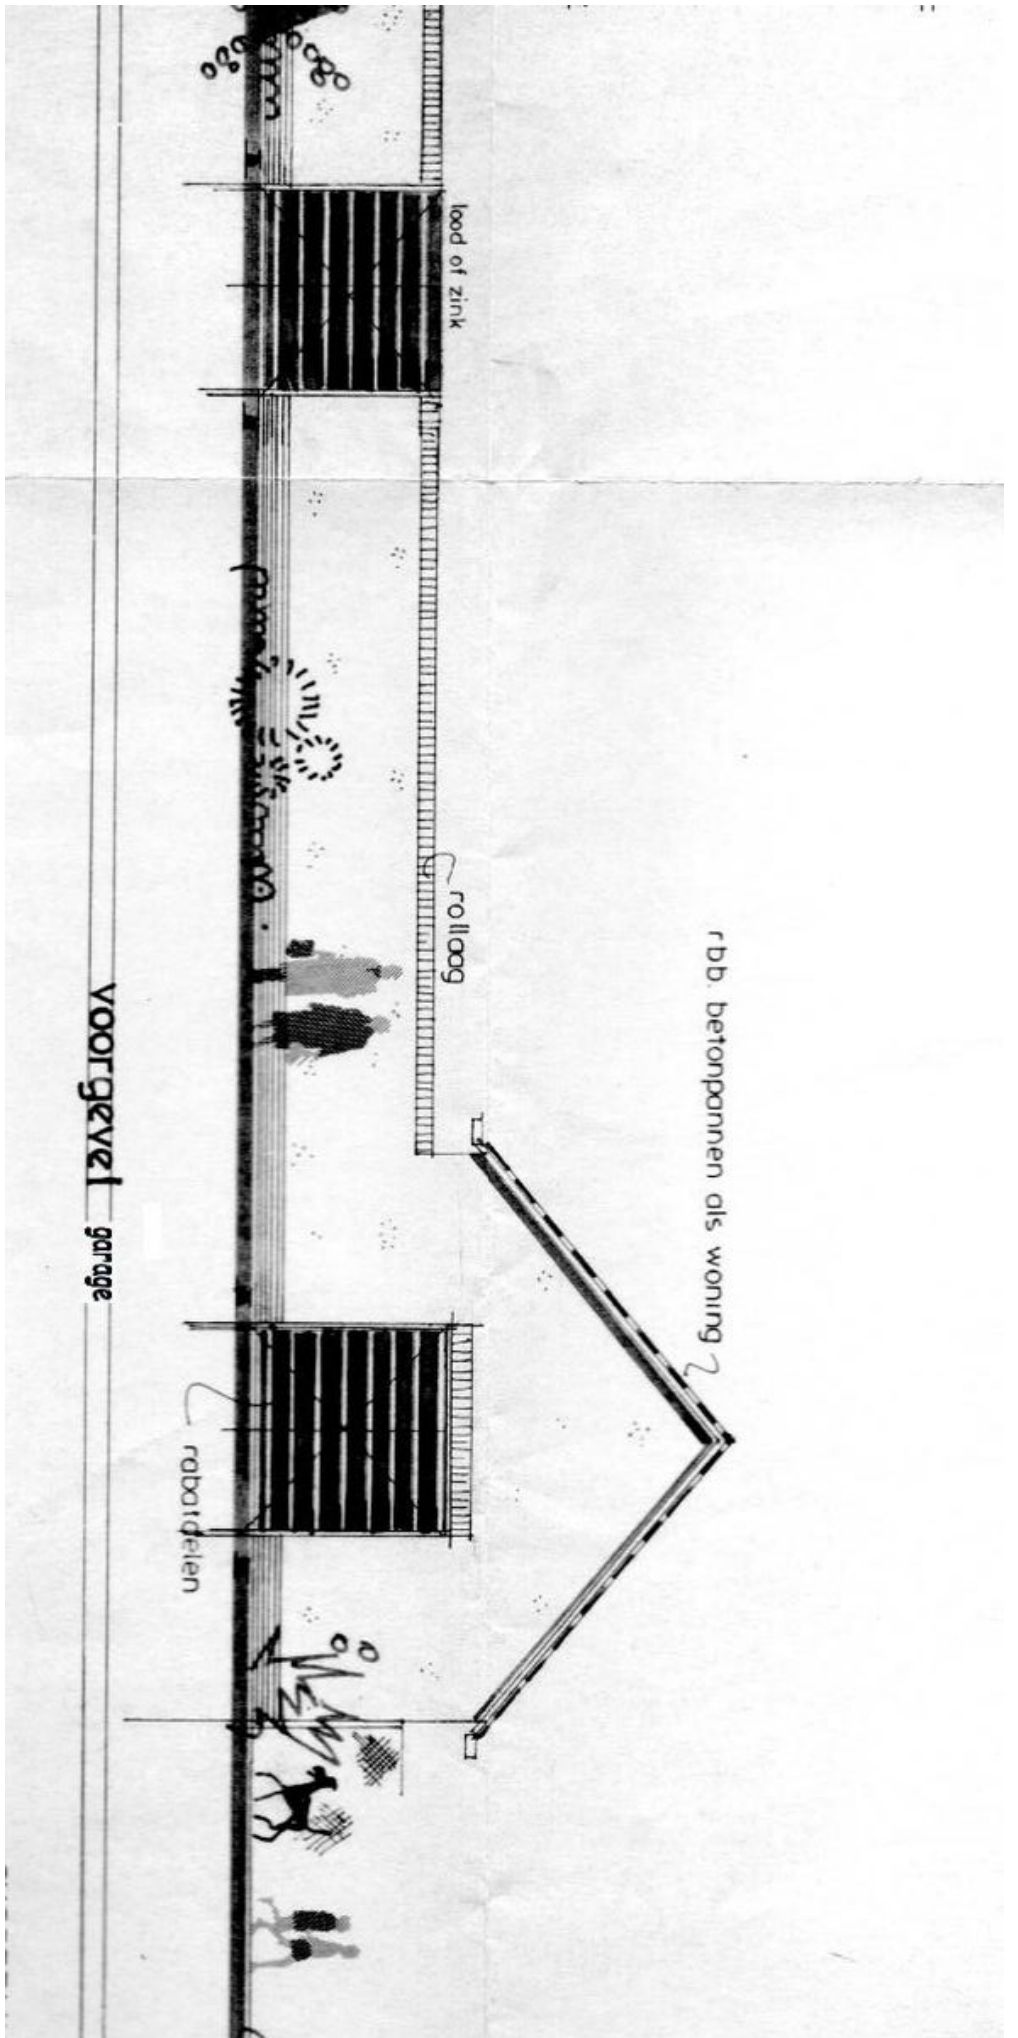 rbb. betonpannen als woning
lood of zink
rollaag
rabatdelen
voorgevel garage